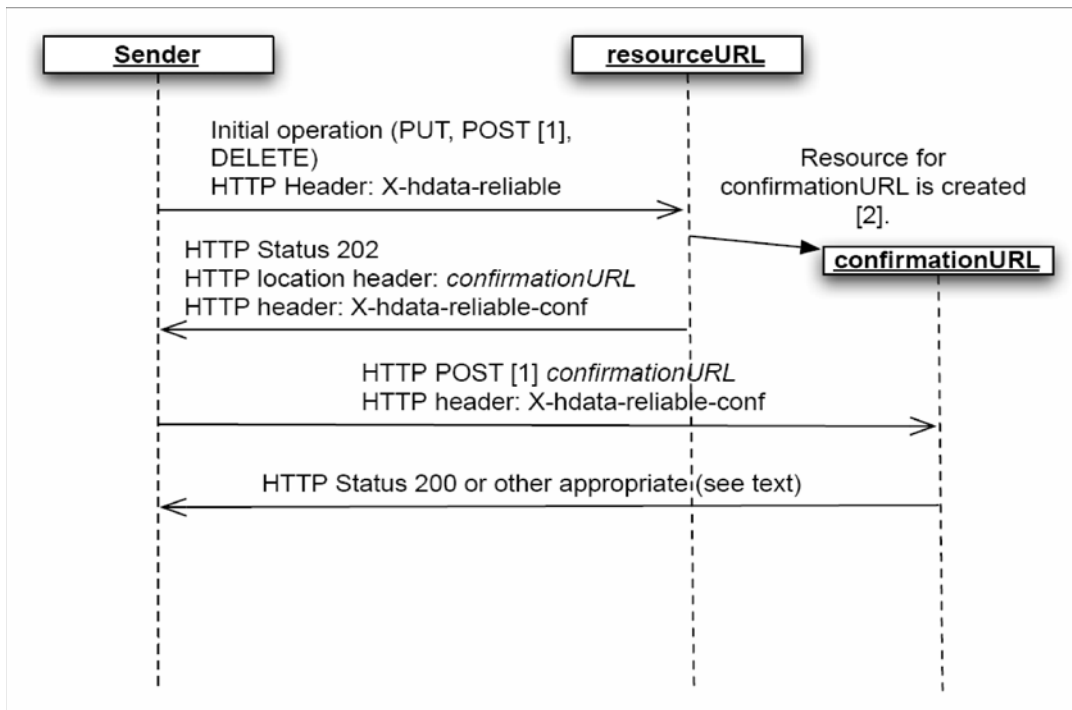 Sender
resourceURL
Initial operation (PUT, POST [1],
DELETE)
HTTP Header: X-hdata-reliable
Resource for
confirmationURL is created
[2].
confirmationURL
HTTP Status 202
HTTP location header: confirmationURL
HTTP header: X-hdata-reliable-conf
HTTP POST [1] confirmationURL
HTTP header: X-hdata-reliable-conf
HTTP Status 200 or other appropriate (see text)